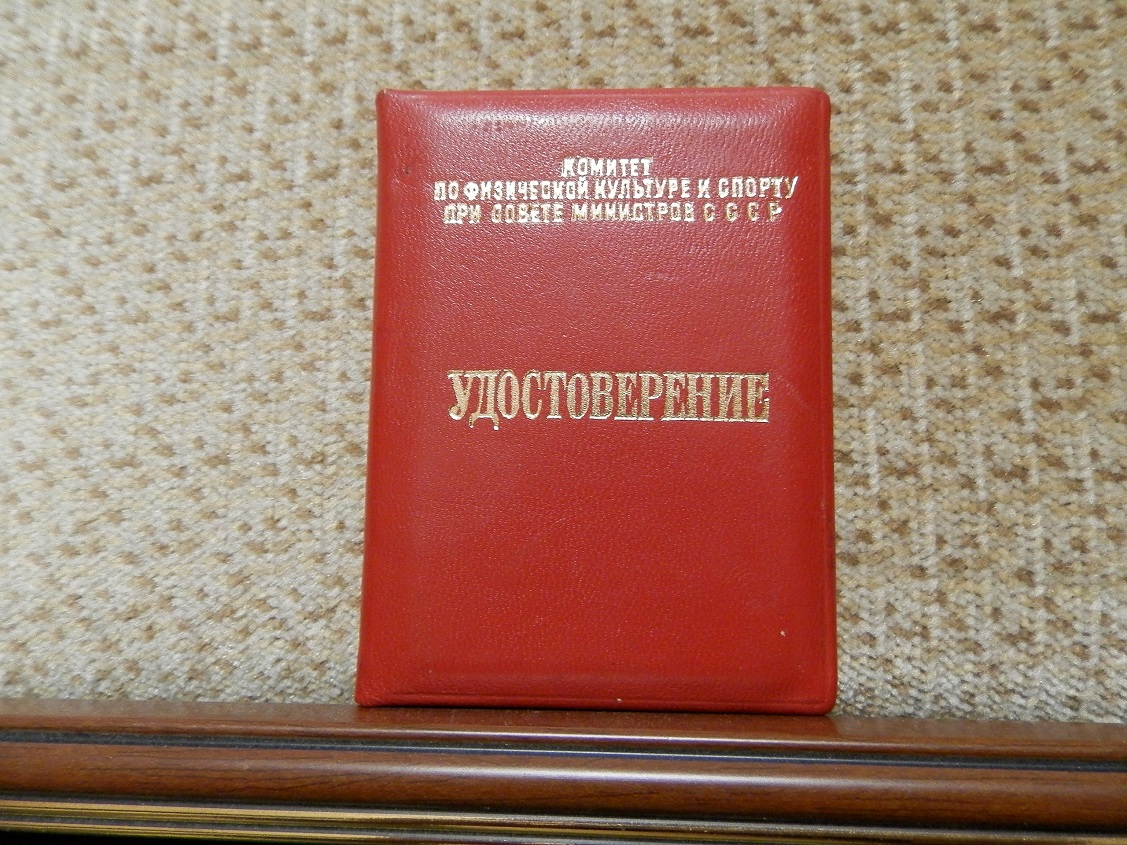 КОМИТЕТ
ПО ФИЗИЧЕСКОЙ КУЛЬТУРЕ И СПОРТУ
ПРИ СОВЕТЕ МИНИСТРОВ С С С Р
УДОСТОВЕРЕНИЕ